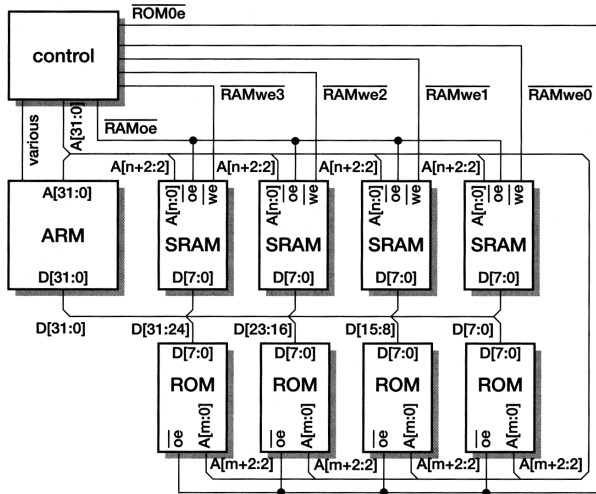 ROM0e
control
RAMwe3
RAMwe2
RAMwe1
RAMwe0
various
A[31:0]
RAMoe
A[n+2:2]
A[n+2:2]
A[n+2:2]
A[n+2:2]
A[31:0]
ARM
D[31:0]
A[n:0]
oe
we
SRAM
D[7:0]
A[n:0]
oe
we
SRAM
D[7:0]
A[n:0]
oe
we
SRAM
D[7:0]
A[n:0]
oe
we
SRAM
D[7:0]
D[31:0]
D[31:24]
D[23:16]
D[15:8]
D[7:0]
D[7:0]
ROM
oe
A[m:0]
D[7:0]
ROM
oe
A[m:0]
D[7:0]
ROM
oe
A[m:0]
D[7:0]
ROM
oe
A[m:0]
A[m+2:2]
A[m+2:2]
A[m+2:2]
A[m+2:2]